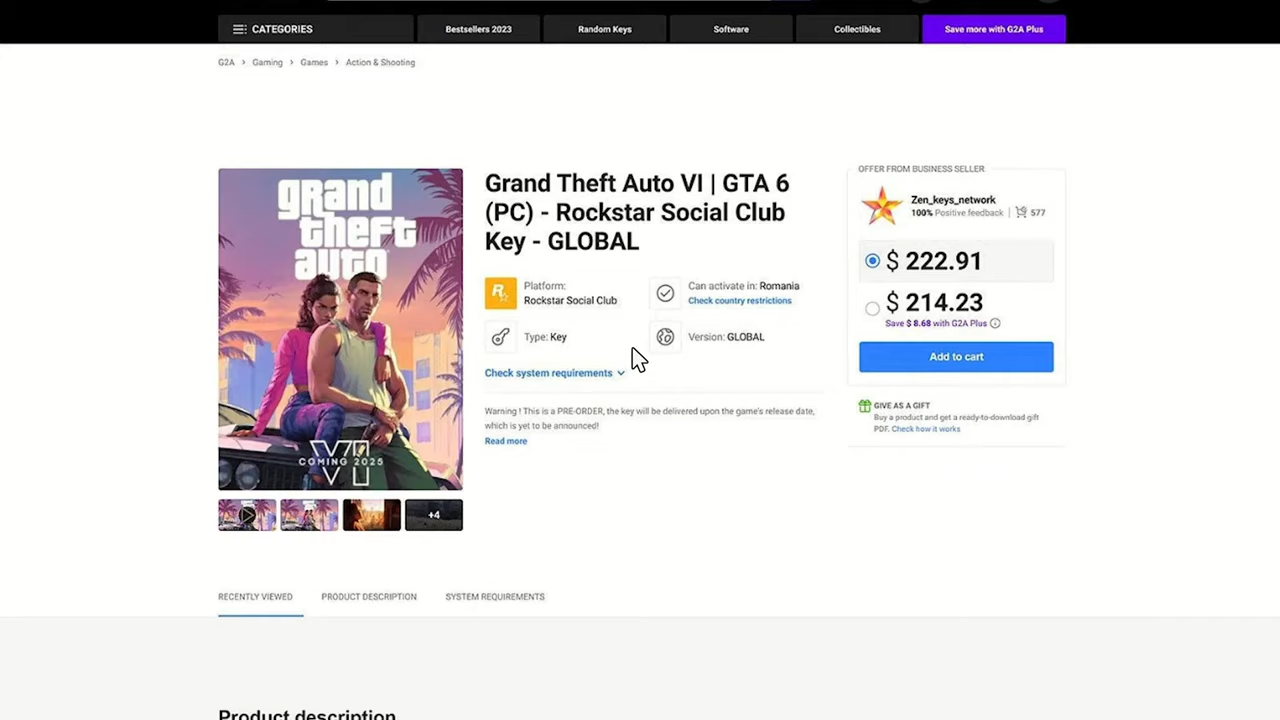 CATEGORIES
Bestsellers 2023
Random Keys
Software
Collectibles
Save more with G2A Plus
G2A > Gaming > Games > Action & Shooting
grand
theft
auto
VI
COMING 2025
+4
Grand Theft Auto VI | GTA 6
(PC) - Rockstar Social Club
Key - GLOBAL
R
Platform:
Rockstar Social Club
Can activate in: Romania
Check country restrictions
Type: Key
Version: GLOBAL
Check system requirements
Warning ! This is a PRE-ORDER, the key will be delivered upon the game's release date,
which is yet to be announced!
Read more
OFFER FROM BUSINESS SELLER
Zen_keys_network
100% Positive feedback | 577
$ 222.91
$ 214.23
Save $ 8.68 with G2A Plus
Add to cart
GIVE AS A GIFT
Buy a product and get a ready-to-download gift
PDF. Check how it works
RECENTLY VIEWED
PRODUCT DESCRIPTION
SYSTEM REQUIREMENTS
Product description